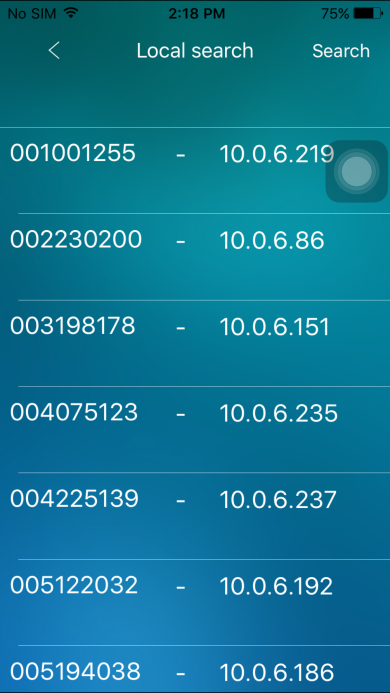 No SIM 2:18 PM 75%
Local search Search
001001255 - 10.0.6.219
002230200 - 10.0.6.86
003198178 - 10.0.6.151
004075123 - 10.0.6.235
004225139 - 10.0.6.237
005122032 - 10.0.6.192
005194038 - 10.0.6.186